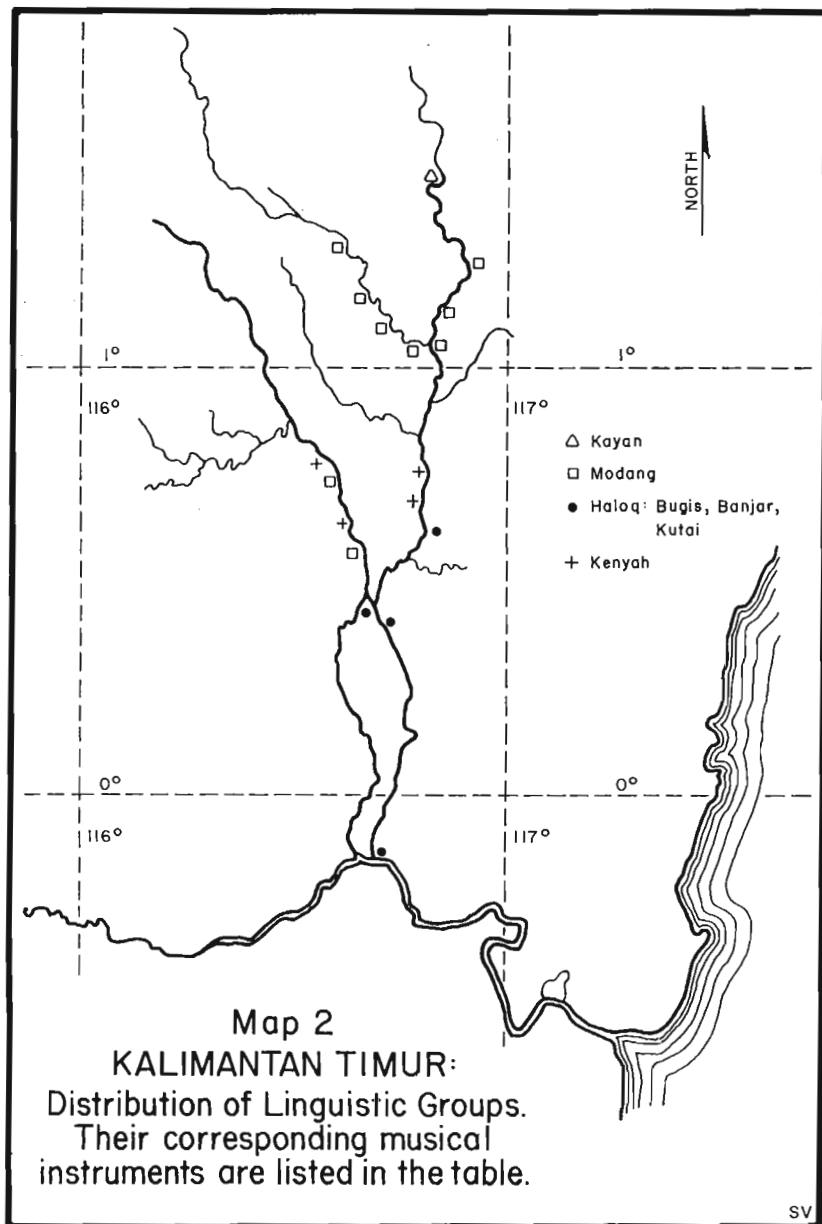 NORTH
1°
1°
116°
117°
△ Kayan
□ Modang
● Haloq: Bugis, Banjar,
Kutai
+ Kenyah
0°
0°
116°
117°
Map 2
KALIMANTAN TIMUR:
Distribution of Linguistic Groups.
Their corresponding musical
instruments are listed in the table.
SV